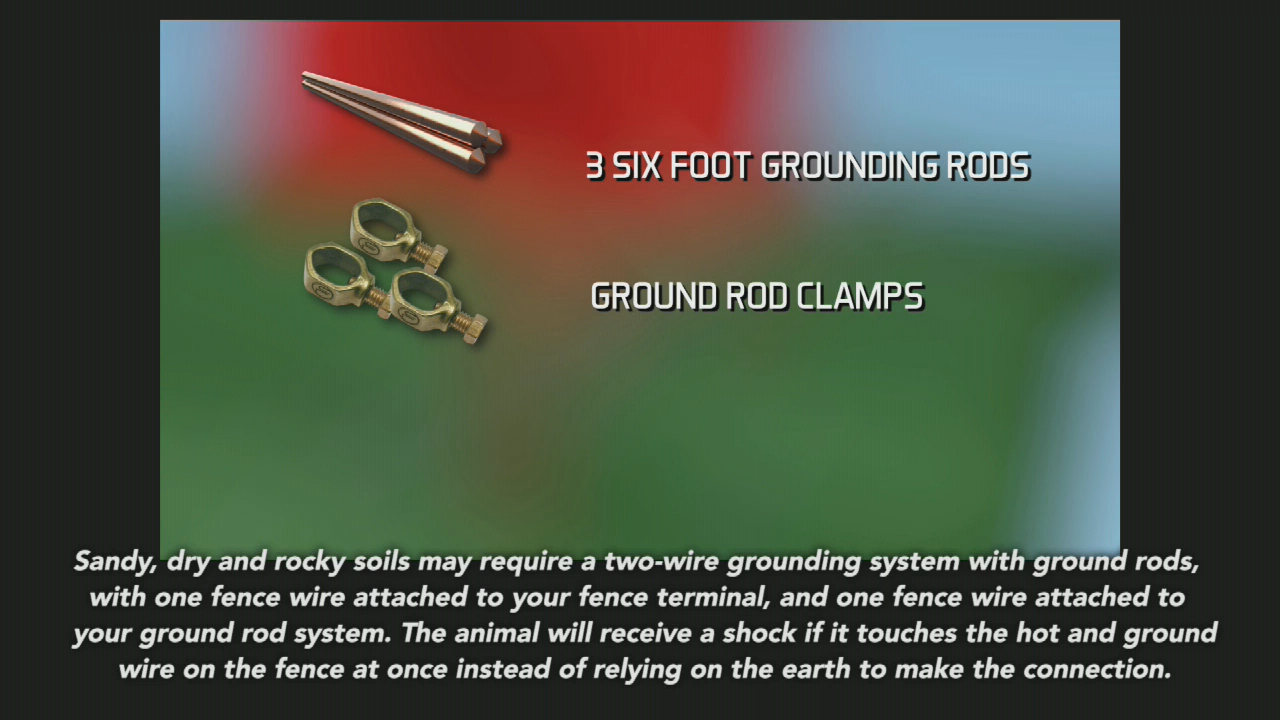 3 SIX FOOT GROUNDING RODS
GROUND ROD CLAMPS
Sandy, dry and rocky soils may require a two-wire grounding system with ground rods,
with one fence wire attached to your fence terminal, and one fence wire attached to
your ground rod system. The animal will receive a shock if it touches the hot and ground
wire on the fence at once instead of relying on the earth to make the connection.